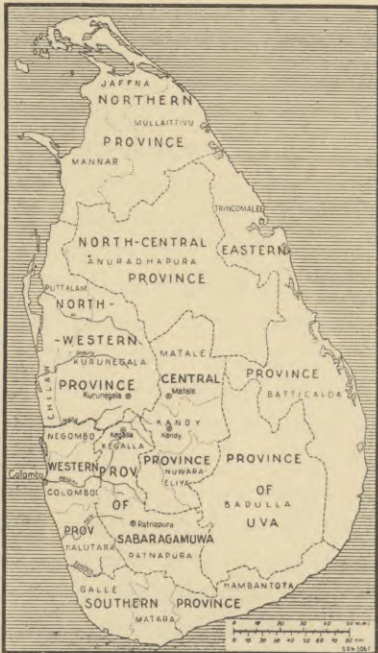 JAFFNA
NORTHERN
MULLAITTIVU
PROVINCE
MANNAR
TRINCOMALEE
NORTH-CENTRAL
EASTERN
ANURADHAPURA
PROVINCE
PUTTALAM
NORTH-
-WESTERN
MATALE
KURUNEGALA
CHILAW
PROVINCE
CENTRAL
PROVINCE
Kurunegala
Matale
BATTICALOA
KANDY
NEGOMBO
Kegalla
Kandy
KEGALLA
PROVINCE
PROVINCE
WESTERN
PROV
NUWARA-
ELIYA
Colombo
COLOMBO
OF
OF
BADULLA
Ratnapura
UVA
PROV
SABARAGAMUWA
KALUTARA
RATNAPURA
HAMBANTOTA
GALLE
SOUTHERN PROVINCE
MATARA